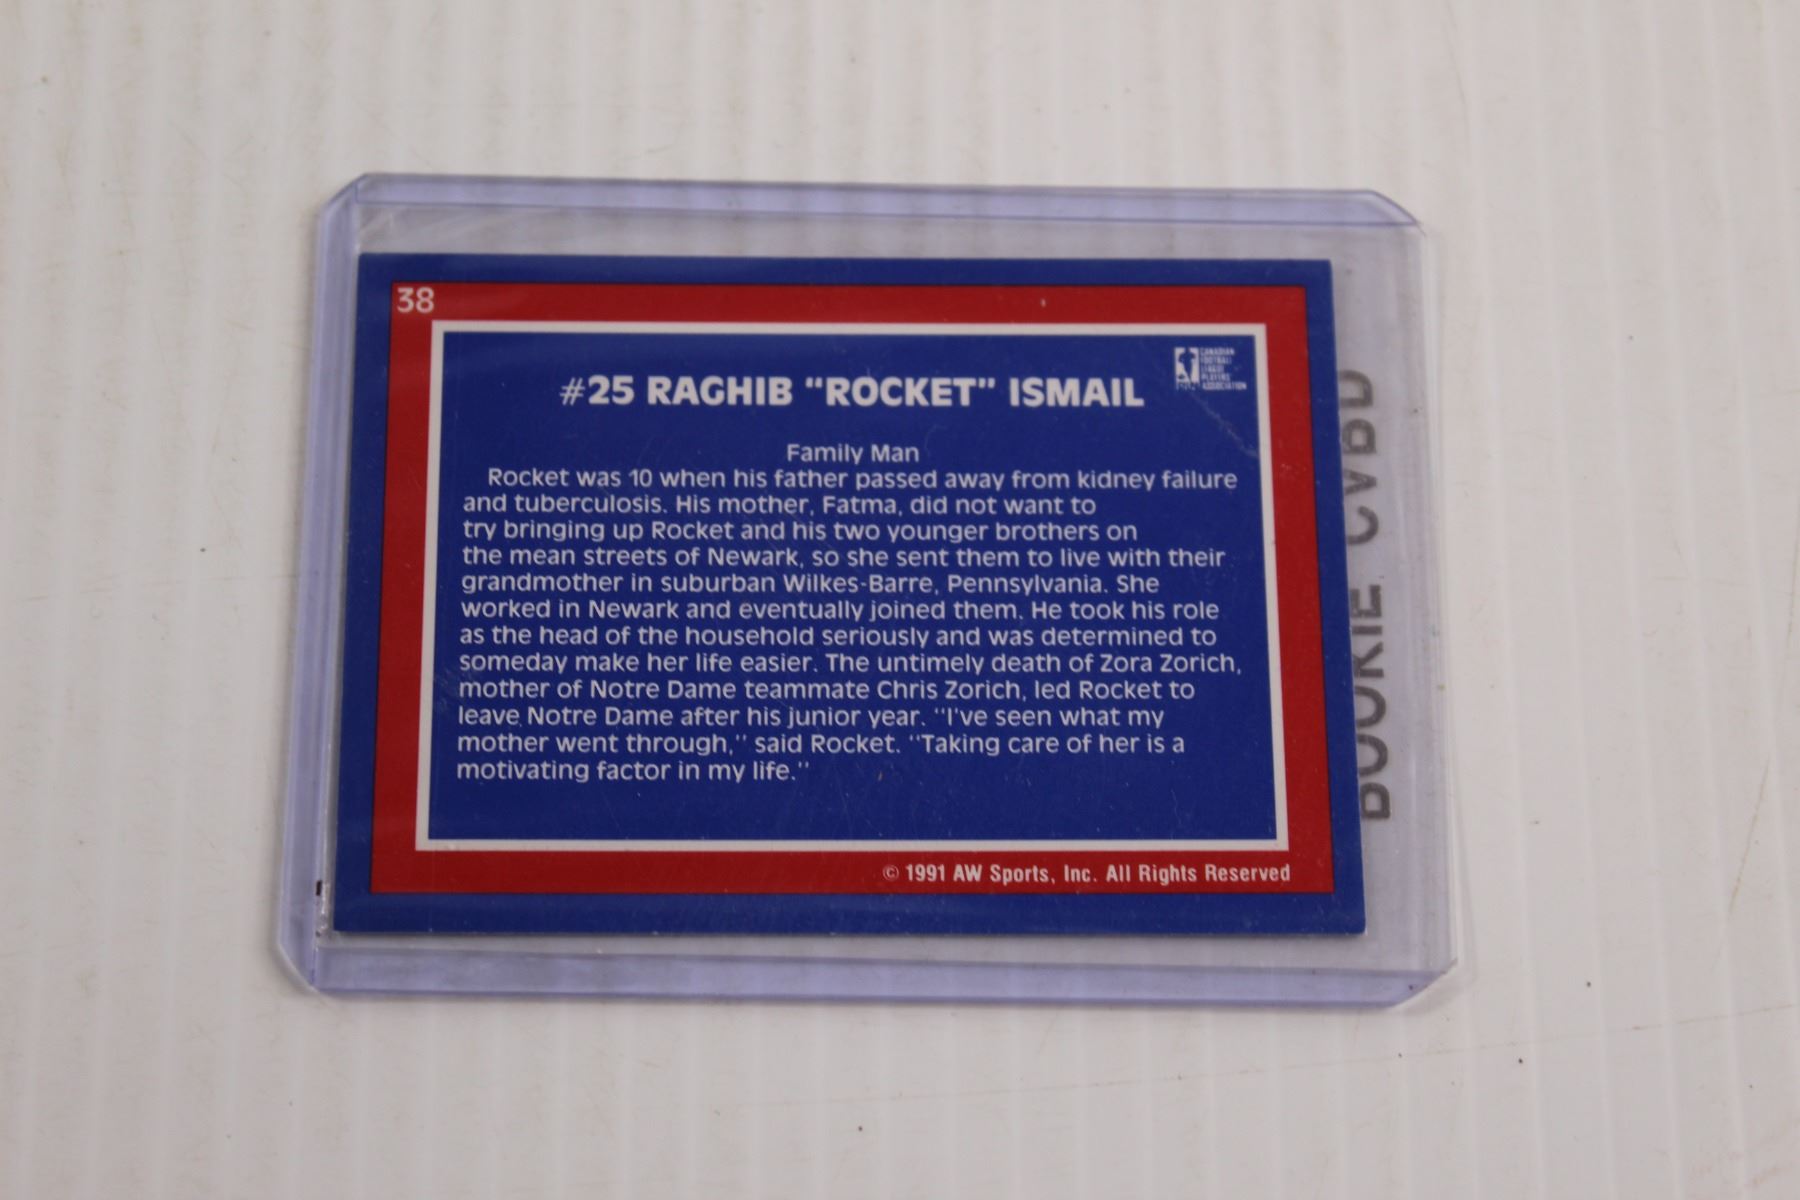 38
#25 RAGHIB "ROCKET" ISMAIL
CANADIAN
FOOTBALL
LEAGUE
PLAYERS'
ASSOCIATION
Family Man
Rocket was 10 when his father passed away from kidney failure
and tuberculosis. His mother, Fatma, did not want to
try bringing up Rocket and his two younger brothers on
the mean streets of Newark, so she sent them to live with their
grandmother in suburban Wilkes-Barre, Pennsylvania. She
worked in Newark and eventually joined them. He took his role
as the head of the household seriously and was determined to
someday make her life easier. The untimely death of Zora Zorich,
mother of Notre Dame teammate Chris Zorich, led Rocket to
leave Notre Dame after his junior year. "I've seen what my
mother went through," said Rocket. "Taking care of her is a
motivating factor in my life."
© 1991 AW Sports, Inc. All Rights Reserved
ROOKIE CARD